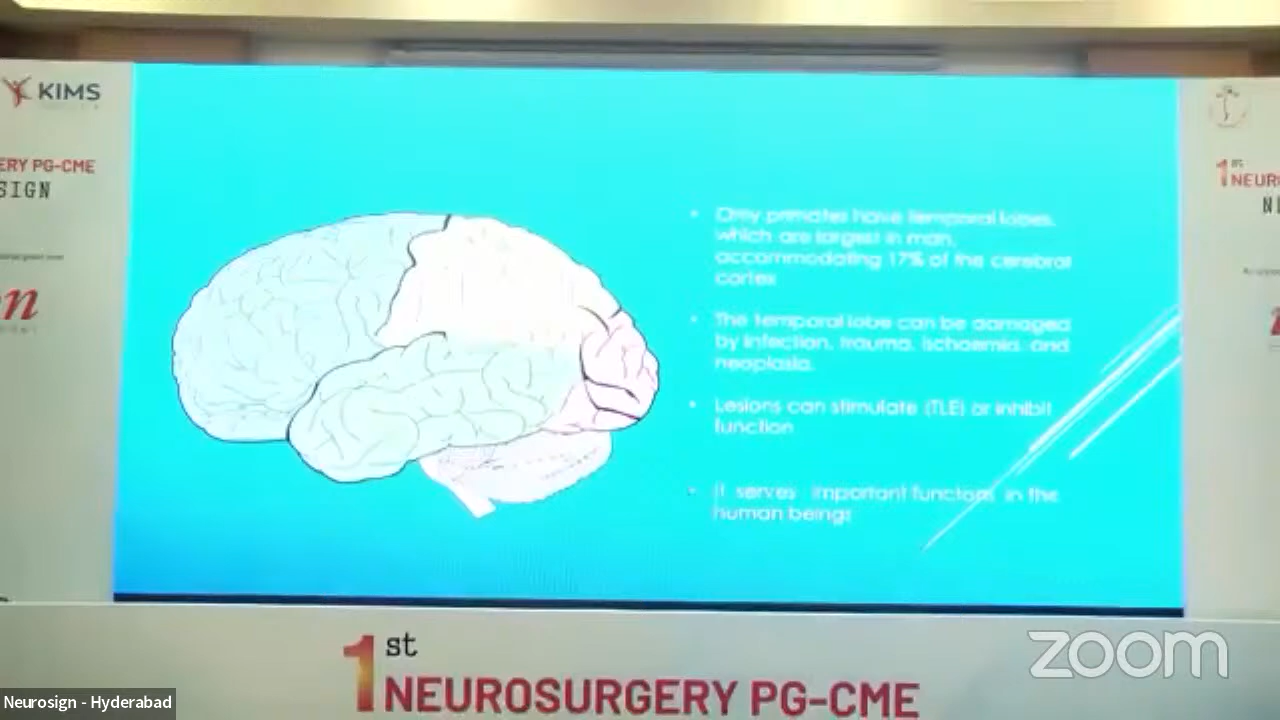 KIMS
ERY PG-CME
SIGN
n
1st
NEUR
N
• Only primates have temporal lobes,
which are largest in man,
accommodating 17% of the cerebral
cortex
• The temporal lobe can be damaged
by infection, trauma, ischaemia and
neoplasia.
• Lesions can stimulate (TLE) or inhibit
function
• It serves important functions in the
human beings
1st
NEUROSURGERY PG-CME
zoom
Neurosign - Hyderabad